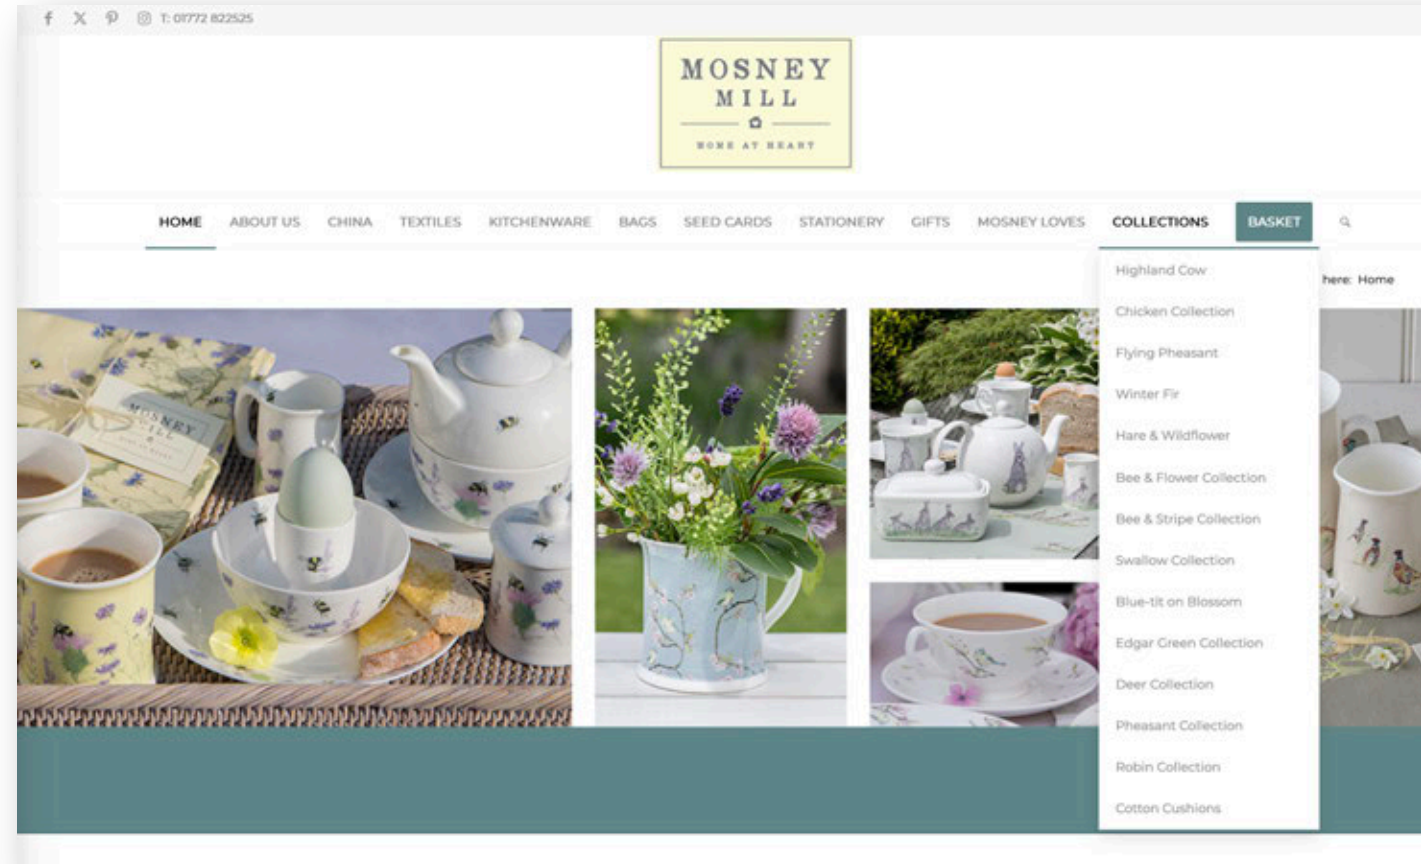 T: 01772 822525
MOSNEY
MILL
HOME AT HEART
HOME ABOUT US CHINA TEXTILES KITCHENWARE BAGS SEED CARDS STATIONERY GIFTS MOSNEY LOVES COLLECTIONS BASKET
here: Home
Highland Cow
Chicken Collection
Flying Pheasant
Winter Fir
Hare & Wildflower
Bee & Flower Collection
Bee & Stripe Collection
Swallow Collection
Blue-tit on Blossom
Edgar Green Collection
Deer Collection
Pheasant Collection
Robin Collection
Cotton Cushions
MOSNEY
MILL